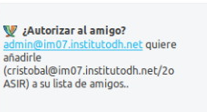 ¿Autorizar al amigo?
admin@im07.institutodh.net quiere
añadirle
(cristobal@im07.institutodh.net/2o
ASIR) a su lista de amigos..